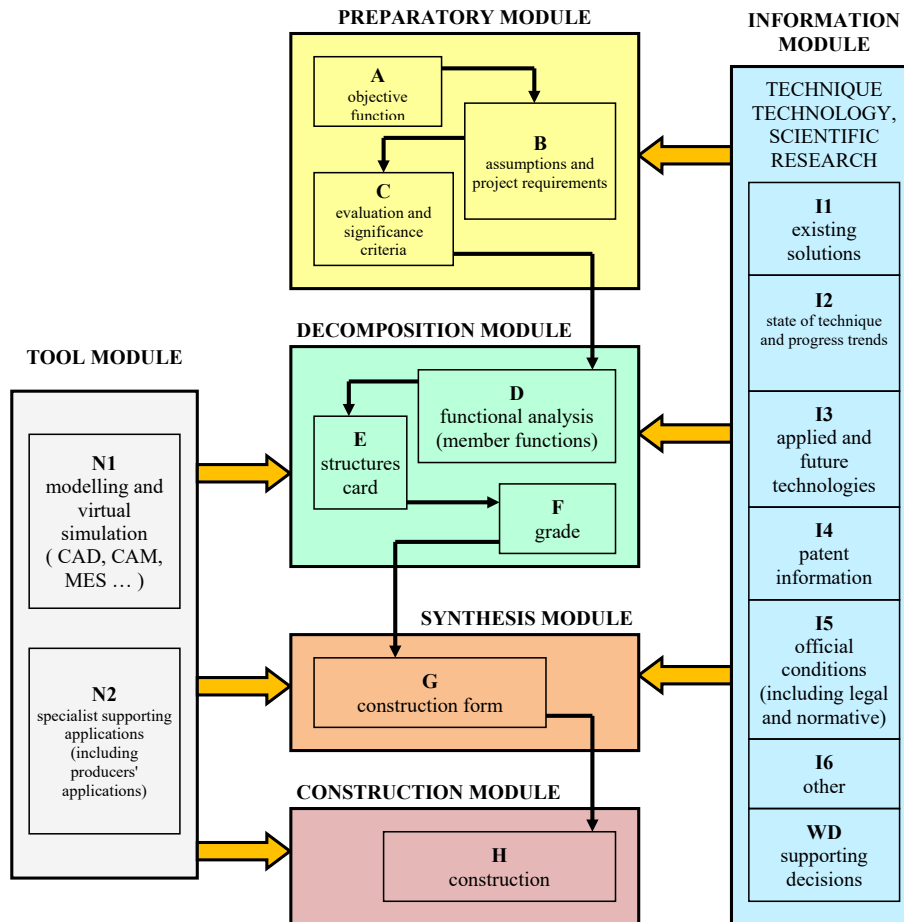 PREPARATORY MODULE
A
objective
function
B
assumptions and
project requirements
C
evaluation and
significance
criteria
DECOMPOSITION MODULE
D
functional analysis
(member functions)
E
structures
card
F
grade
SYNTHESIS MODULE
G
construction form
CONSTRUCTION MODULE
H
construction
TOOL MODULE
N1
modelling and
virtual
simulation
( CAD, CAM,
MES … )
N2
specialist supporting
applications
(including
producers'
applications)
INFORMATION
MODULE
TECHNIQUE
TECHNOLOGY,
SCIENTIFIC
RESEARCH
I1
existing
solutions
I2
state of technique
and progress trends
I3
applied and
future
technologies
I4
patent
information
I5
official
conditions
(including legal
and normative)
I6
other
WD
supporting
decisions